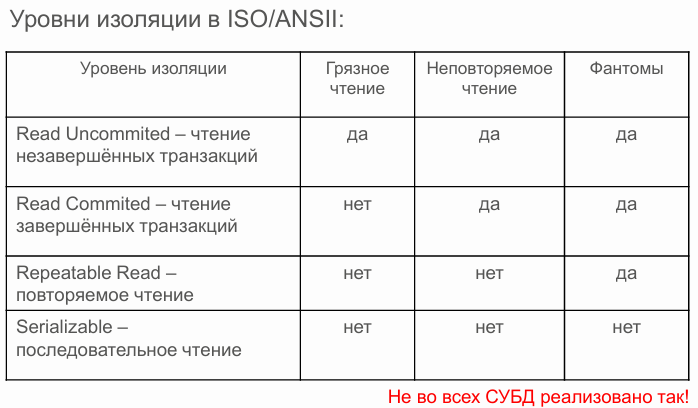 Уровни изоляции в ISO/ANSII:
Уровень изоляции
Грязное
чтение
Неповторяемое
чтение
Фантомы
Read Uncommited – чтение
незавершённых транзакций
да
да
да
Read Commited – чтение
завершённых транзакций
нет
да
да
Repeatable Read –
повторяемое чтение
нет
нет
да
Serializable –
последовательное чтение
нет
нет
нет
Не во всех СУБД реализовано так!